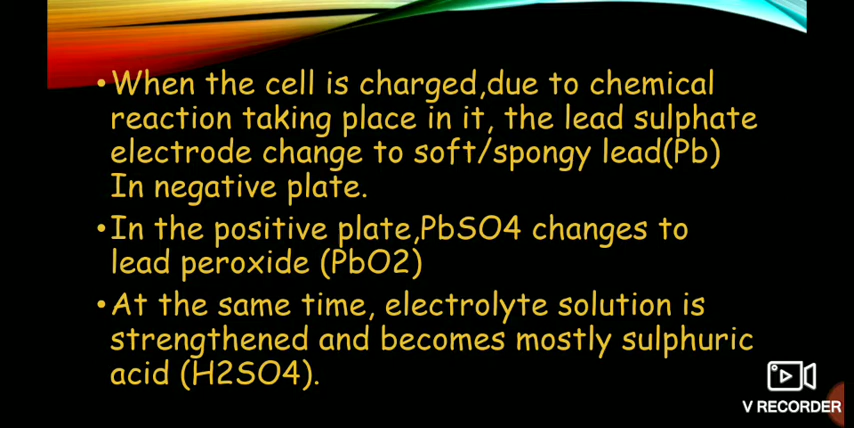 •When the cell is charged,due to chemical
reaction taking place in it, the lead sulphate
electrode change to soft/spongy lead(Pb)
In negative plate.
•In the positive plate,PbSO4 changes to
lead peroxide (PbO2)
•At the same time, electrolyte solution is
strengthened and becomes mostly sulphuric
acid (H2SO4).
V RECORDER